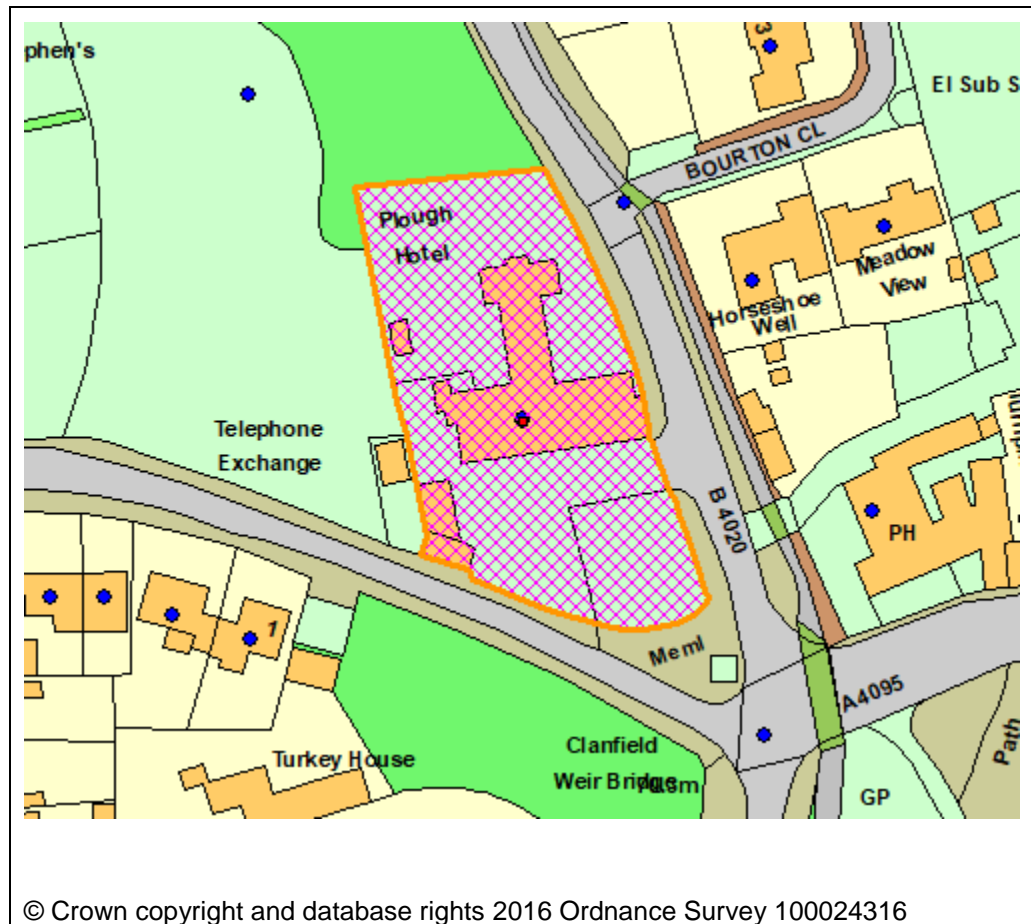 phen's
3
El Sub S
BOURTON CL
Plough
Hotel
Meadow
View
Horseshoe
Well
Telephone
Exchange
B 4020
PH
1
Meml
A4095
Path
Turkey House
Clanfield
Weir Bridge
GP
© Crown copyright and database rights 2016 Ordnance Survey 100024316